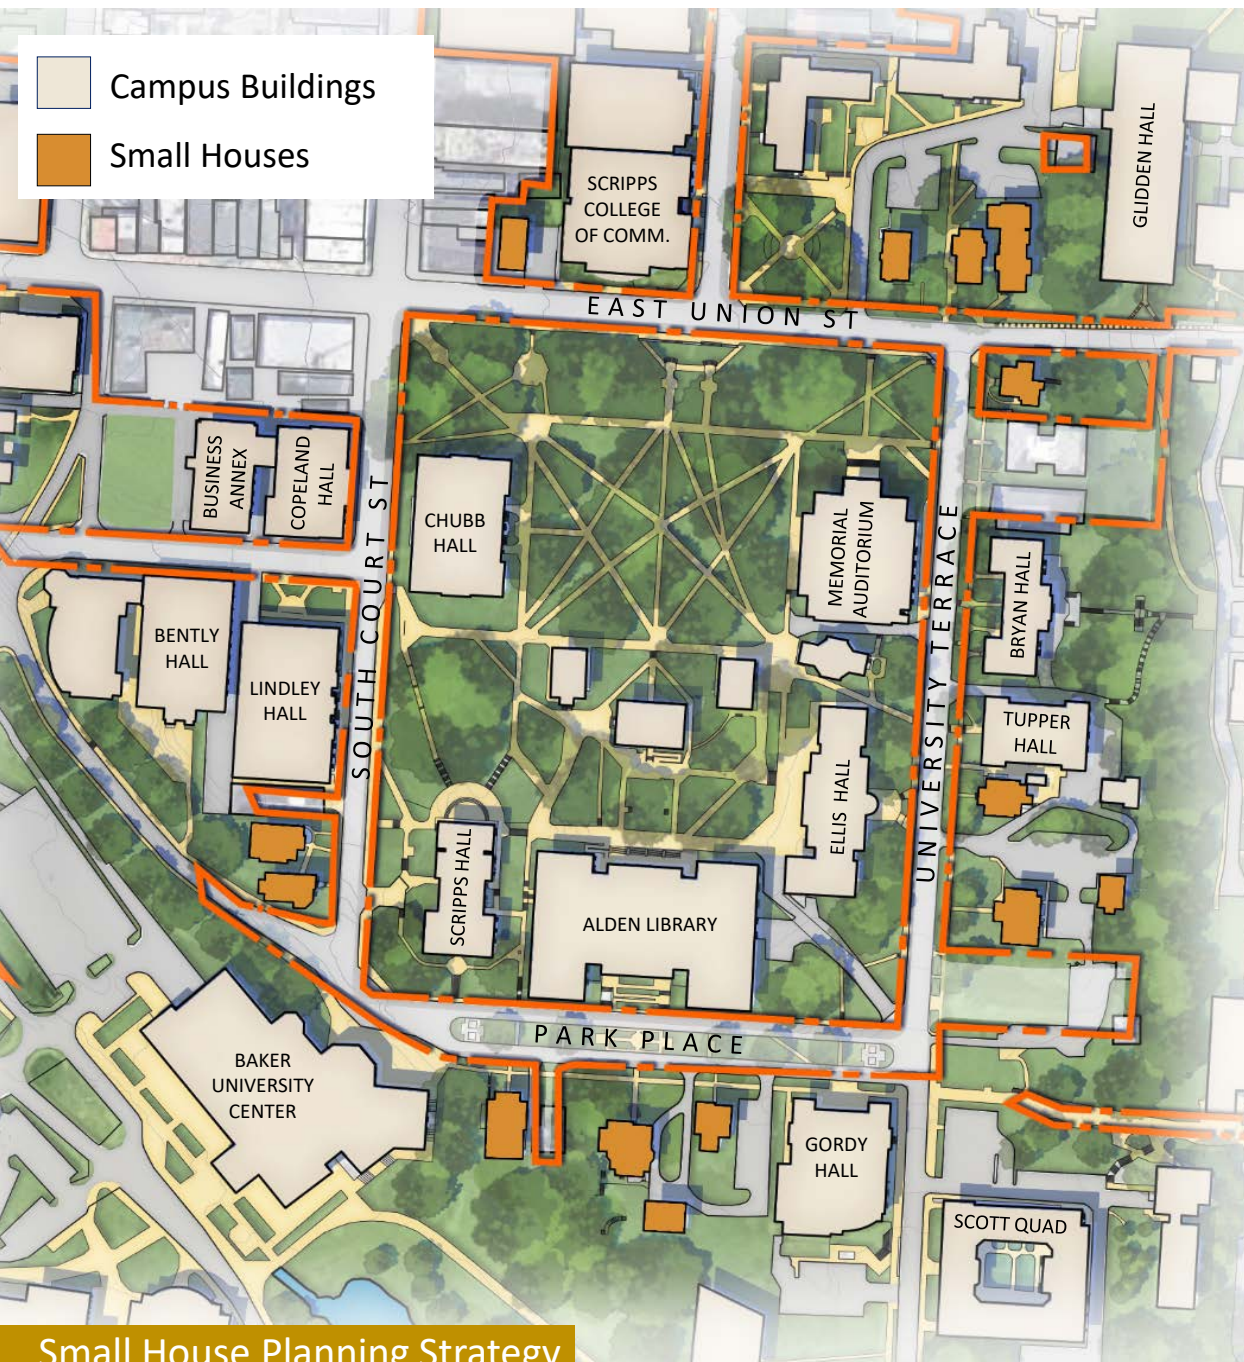 Campus Buildings
Small Houses
SCRIPPS
COLLEGE
OF COMM.
GLIDDEN HALL
EAST UNION ST
BUSINESS
ANNEX
COPELAND
HALL
SOUTH COURT ST
CHUBB
HALL
MEMORIAL
AUDITORIUM
UNIVERSITY TERRACE
BRYAN HALL
BENTLY
HALL
LINDLEY
HALL
TUPPER
HALL
ELLIS HALL
SCRIPPS HALL
ALDEN LIBRARY
PARK PLACE
BAKER
UNIVERSITY
CENTER
GORDY
HALL
SCOTT QUAD
Small House Planning Strategy